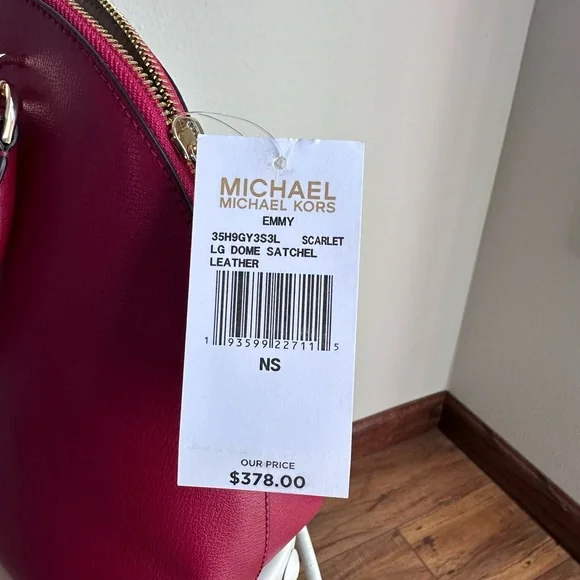 MICHAEL
MICHAEL KORS
EMMY
35H9GY3S3L SCARLET
LG DOME SATCHEL
LEATHER
1 93599 22711 5
NS
OUR PRICE
$378.00